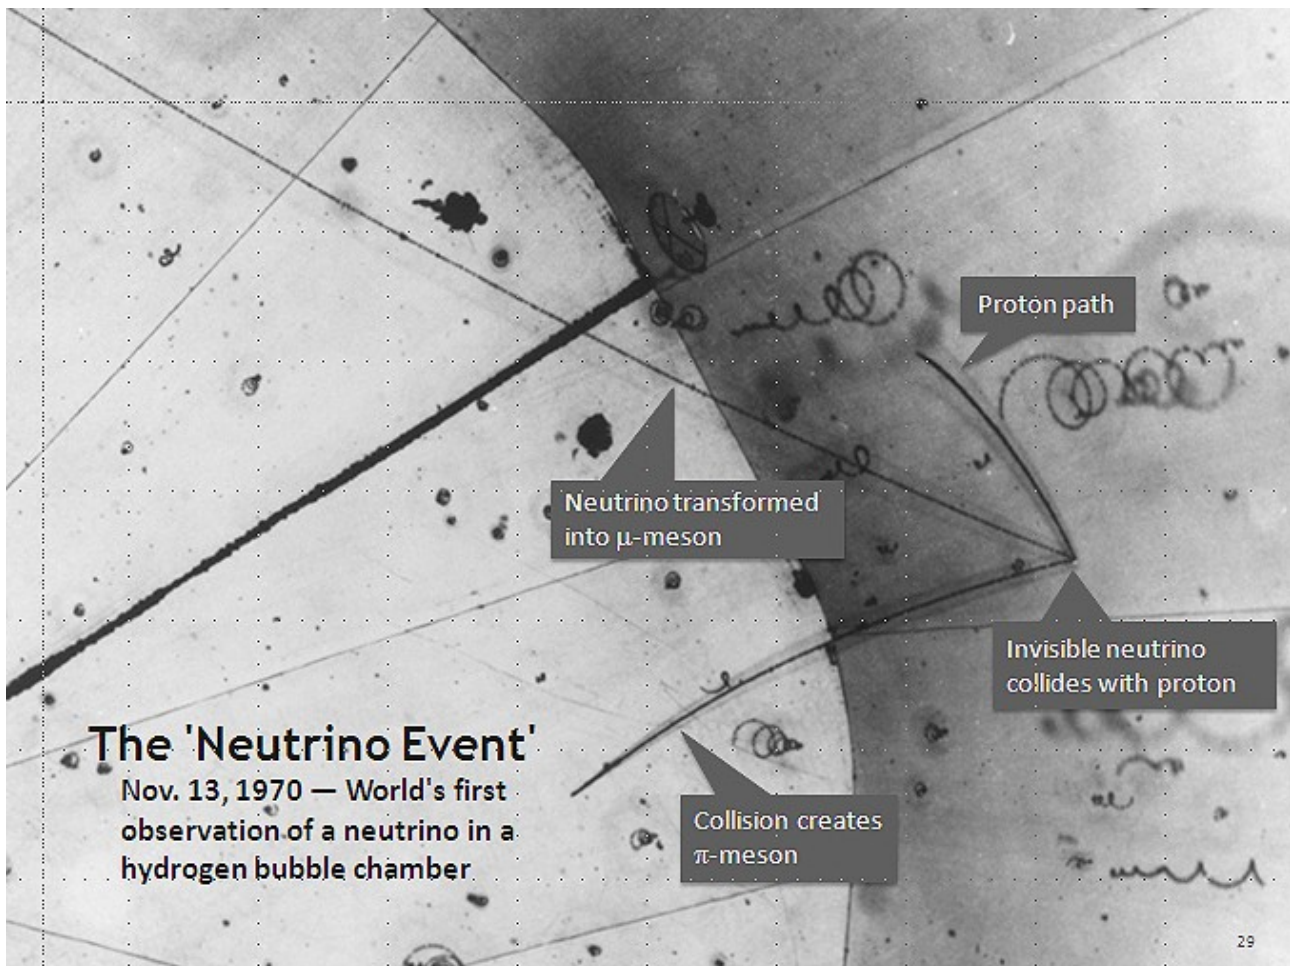 Proton path
Neutrino transformed
into μ-meson
Invisible neutrino
collides with proton
The 'Neutrino Event'
Nov. 13, 1970 — World's first
observation of a neutrino in a
hydrogen bubble chamber
Collision creates
π-meson
29